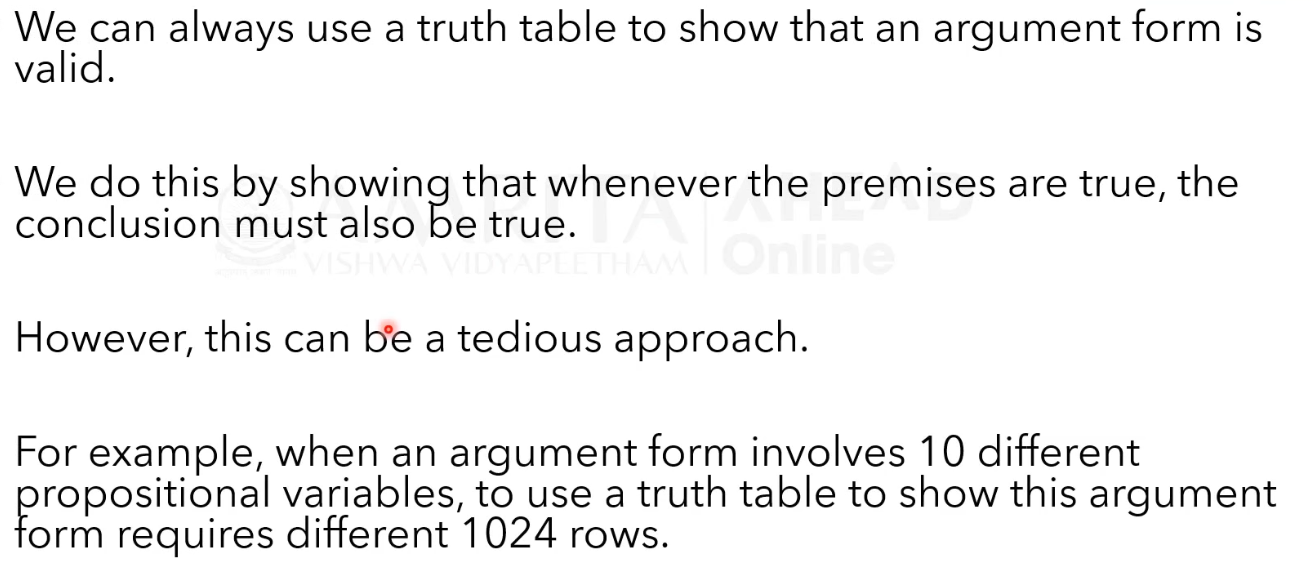 We can always use a truth table to show that an argument form is
valid.
We do this by showing that whenever the premises are true, the
conclusion must also be true.
AMRITA AHEAD
VISHWA VIDYAPEETHAM Online
However, this can be a tedious approach.
For example, when an argument form involves 10 different
propositional variables, to use a truth table to show this argument
form requires different 1024 rows.